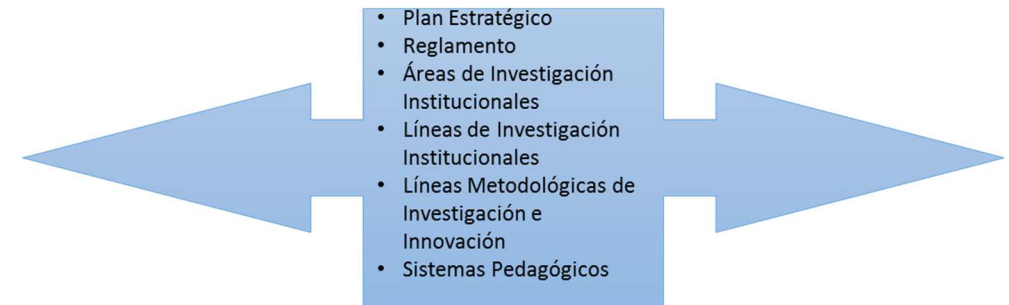 • Plan Estratégico
• Reglamento
• Áreas de Investigación
Institucionales
• Líneas de Investigación
Institucionales
• Líneas Metodológicas de
Investigación e
Innovación
• Sistemas Pedagógicos